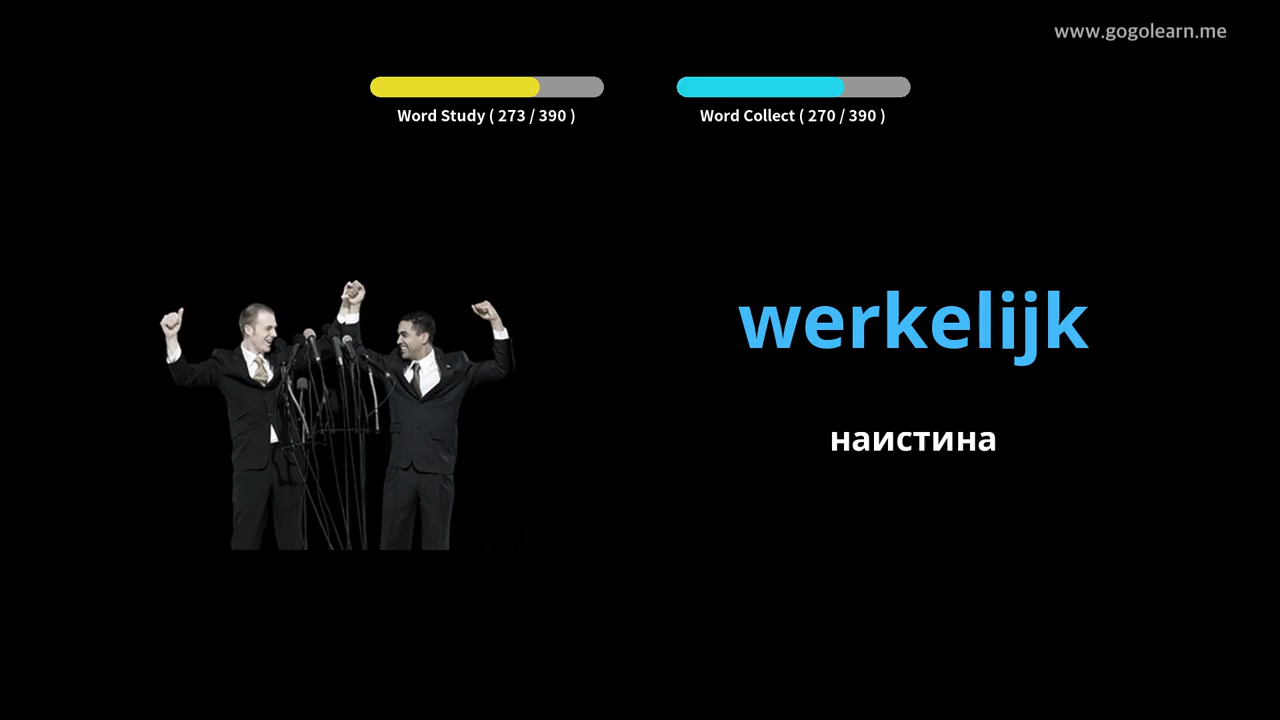 www.gogolearn.me
Word Study ( 273 / 390 )
Word Collect ( 270 / 390 )
werkelijk
наистина